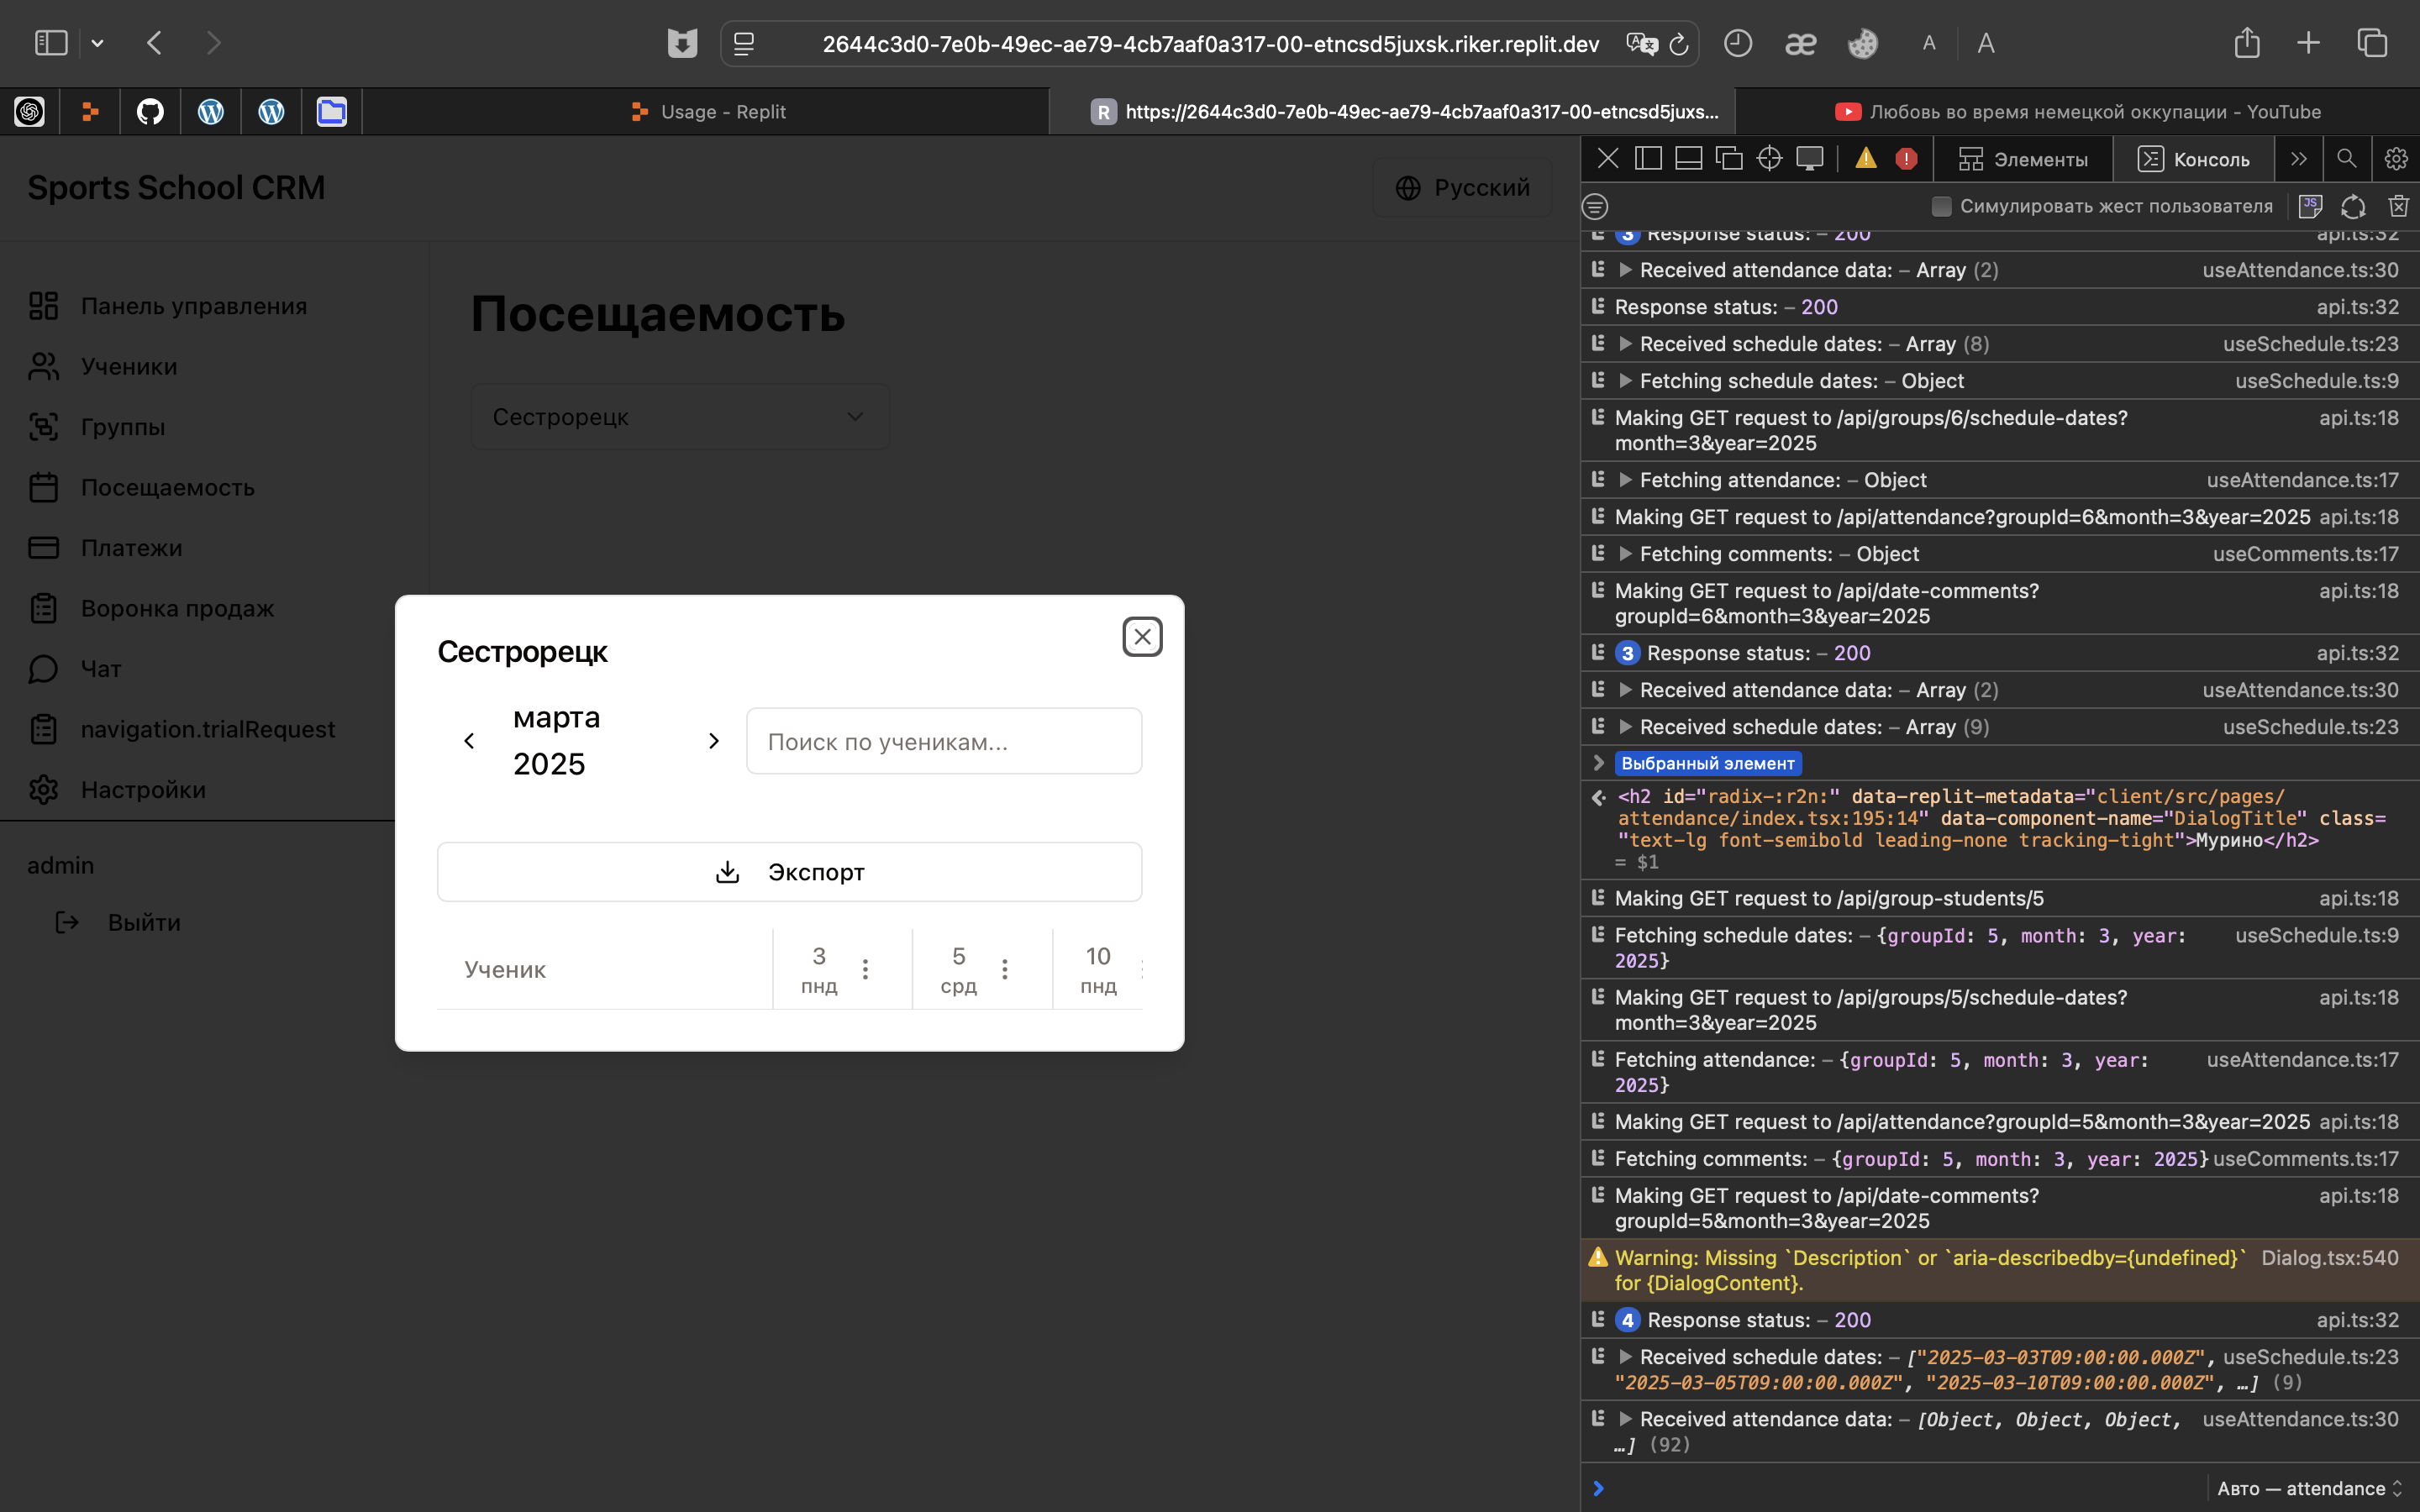 2644c3d0-7e0b-49ec-ae79-4cb7aaf0a317-00-etncsd5juxsk.riker.replit.dev
A A
Usage - Replit
R https://2644c3d0-7e0b-49ec-ae79-4cb7aaf0a317-00-etncsd5juxs...
Любовь во время немецкой оккупации - YouTube
Sports School CRM
Русский
Панель управления
Ученики
Группы
Посещаемость
Платежи
Воронка продаж
Чат
navigation.trialRequest
Настройки
admin
Выйти
Посещаемость
Сестрорецк
Сестрорецк
марта
2025
Поиск по ученикам...
Экспорт
Ученик
3
пнд
5
срд
10
пнд
Элементы
Консоль
Симулировать жест пользователя
3 Response status: – 200 api.ts:32
Received attendance data: – Array (2) useAttendance.ts:30
Response status: – 200 api.ts:32
Received schedule dates: – Array (8) useSchedule.ts:23
Fetching schedule dates: – Object useSchedule.ts:9
Making GET request to /api/groups/6/schedule-dates? api.ts:18
month=3&year=2025
Fetching attendance: – Object useAttendance.ts:17
Making GET request to /api/attendance?groupId=6&month=3&year=2025 api.ts:18
Fetching comments: – Object useComments.ts:17
Making GET request to /api/date-comments? api.ts:18
groupId=6&month=3&year=2025
3 Response status: – 200 api.ts:32
Received attendance data: – Array (2) useAttendance.ts:30
Received schedule dates: – Array (9) useSchedule.ts:23
Выбранный элемент
<h2 id="radix-:r2n:" data-replit-metadata="client/src/pages/
attendance/index.tsx:195:14" data-component-name="DialogTitle" class=
"text-lg font-semibold leading-none tracking-tight">Мурино</h2>
= $1
Making GET request to /api/group-students/5 api.ts:18
Fetching schedule dates: – {groupId: 5, month: 3, year: useSchedule.ts:9
2025}
Making GET request to /api/groups/5/schedule-dates? api.ts:18
month=3&year=2025
Fetching attendance: – {groupId: 5, month: 3, year: useAttendance.ts:17
2025}
Making GET request to /api/attendance?groupId=5&month=3&year=2025 api.ts:18
Fetching comments: – {groupId: 5, month: 3, year: 2025} useComments.ts:17
Making GET request to /api/date-comments? api.ts:18
groupId=5&month=3&year=2025
Warning: Missing `Description` or `aria-describedby={undefined}` Dialog.tsx:540
for {DialogContent}.
4 Response status: – 200 api.ts:32
Received schedule dates: – ["2025-03-03T09:00:00.000Z", useSchedule.ts:23
"2025-03-05T09:00:00.000Z", "2025-03-10T09:00:00.000Z", …] (9)
Received attendance data: – [Object, Object, Object, useAttendance.ts:30
…] (92)
Авто — attendance